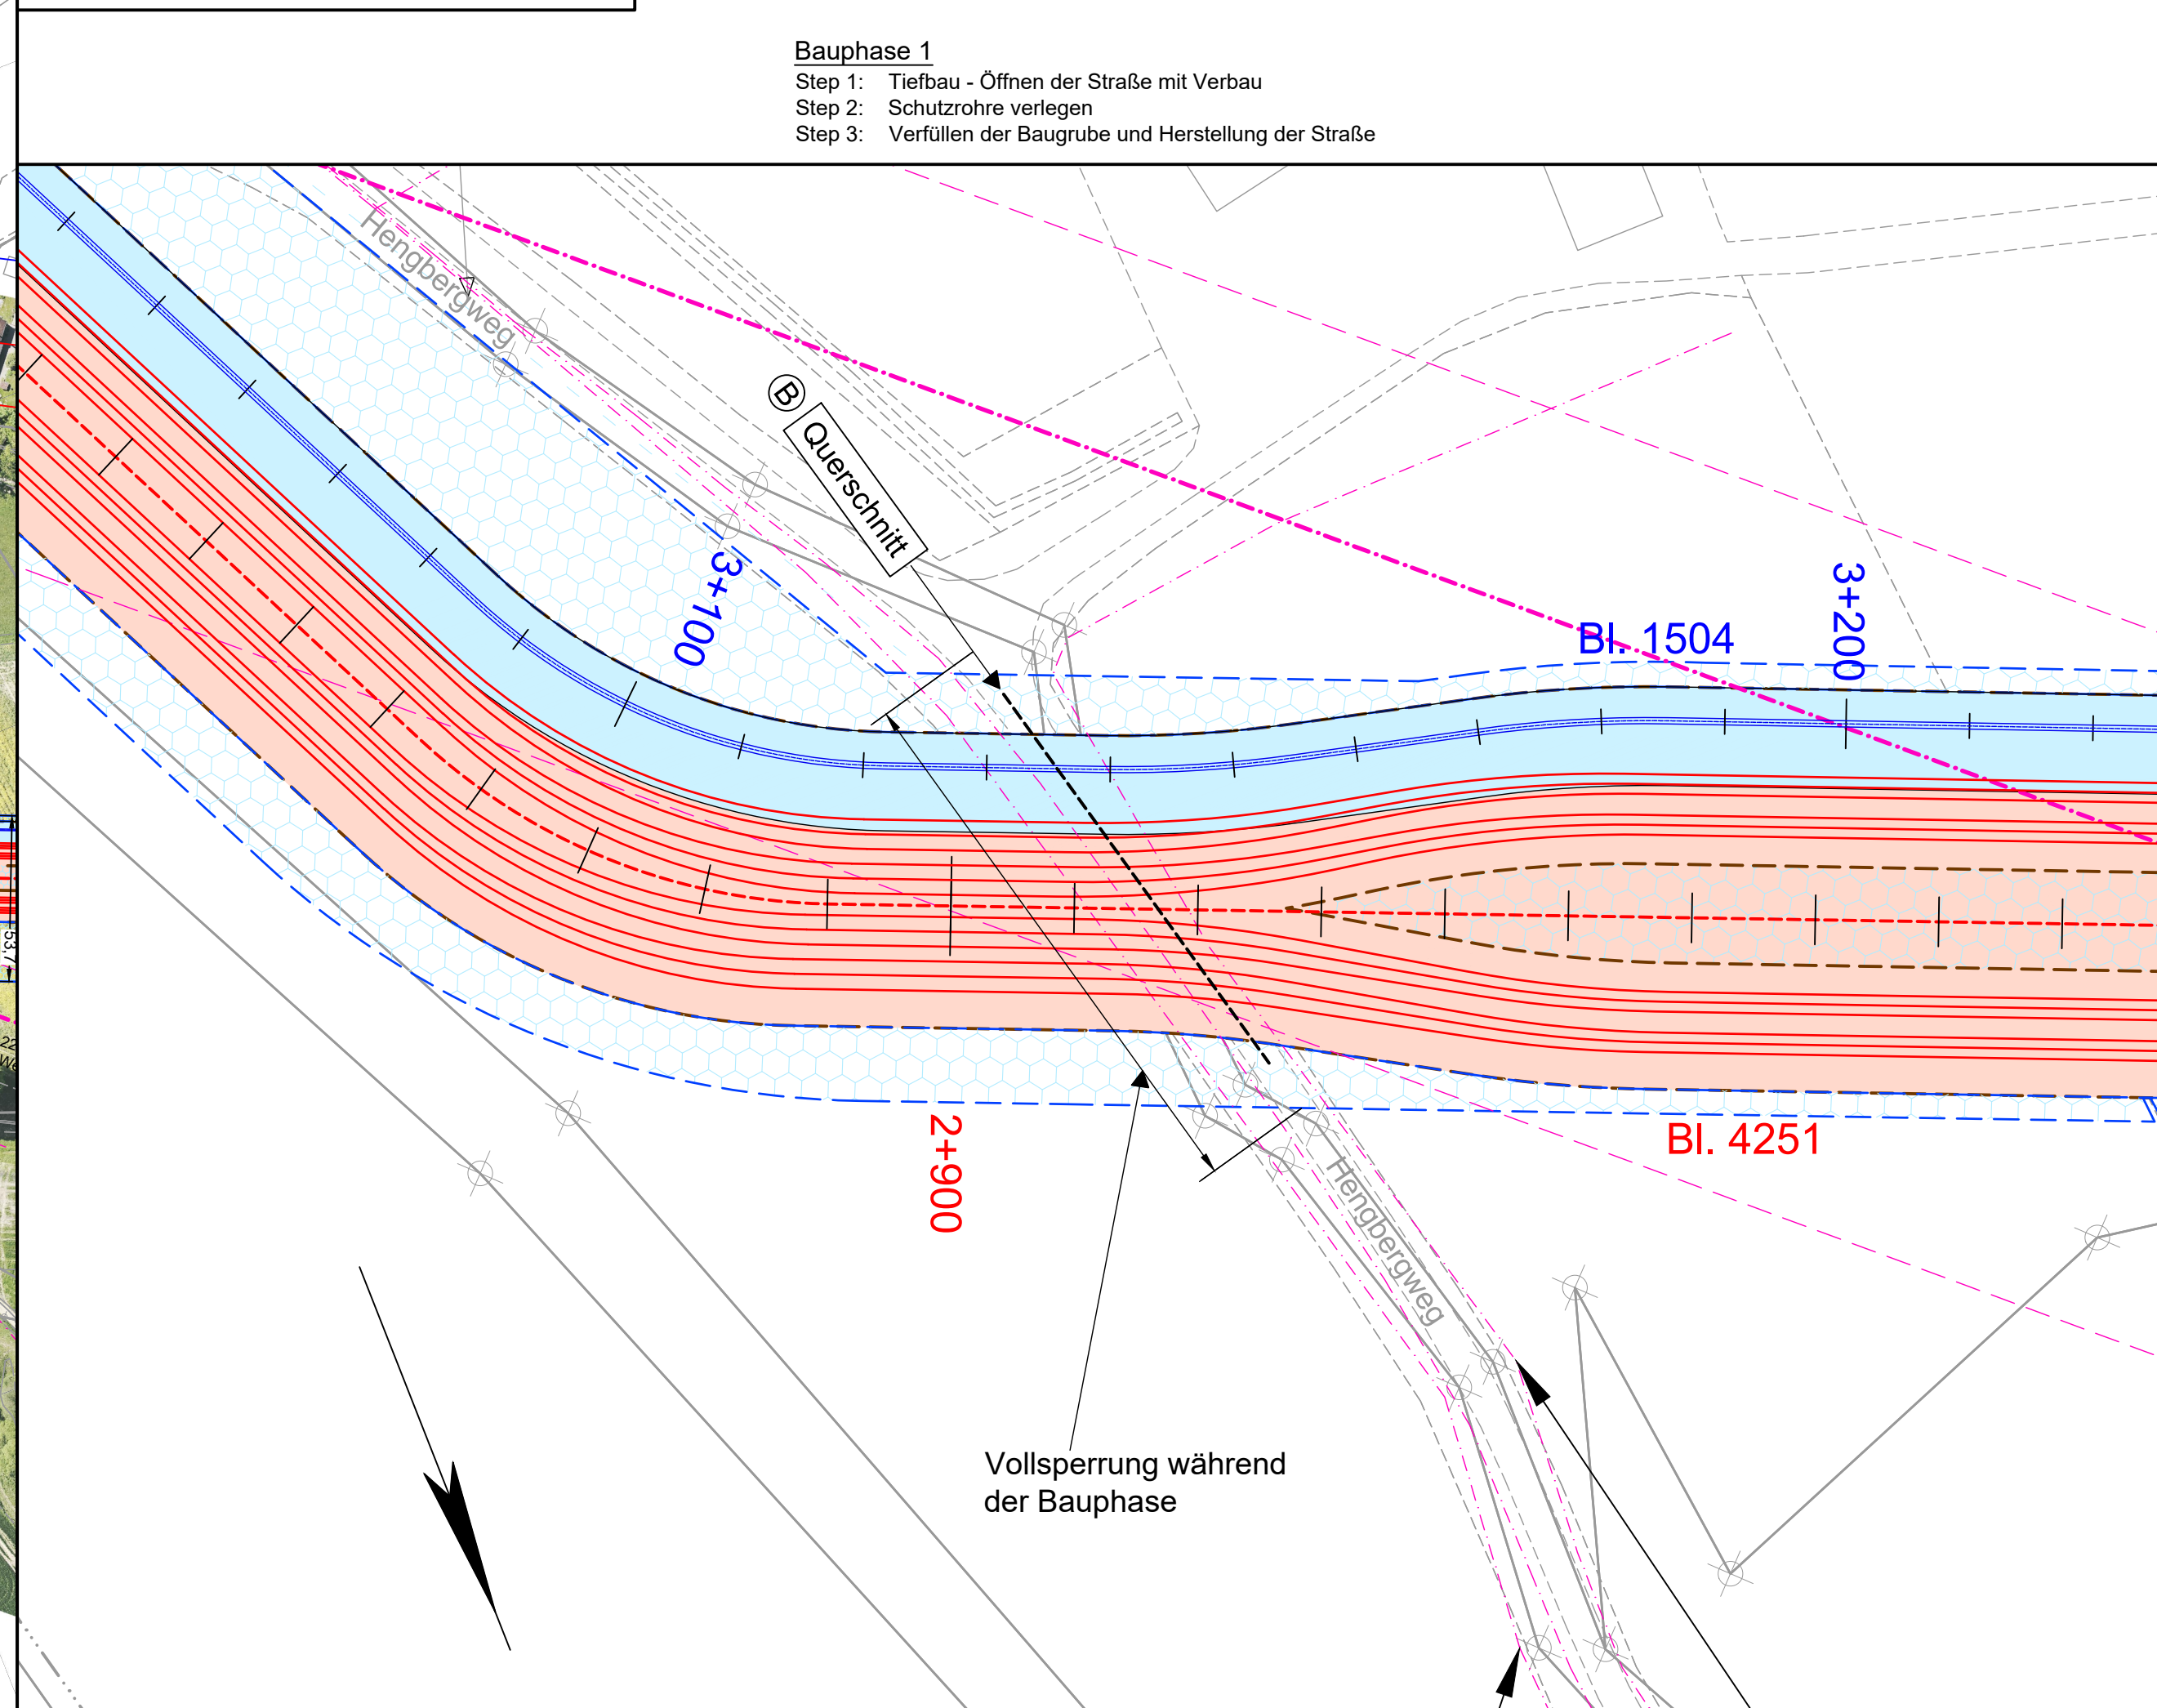 Bauphase 1
Step 1: Tiefbau - Öffnen der Straße mit Verbau
Step 2: Schutzrohre verlegen
Step 3: Verfüllen der Baugrube und Herstellung der Straße
Hengbergweg
B
Querschnitt
3+100
Bl. 1504
3+200
53,7
2+900
Bl. 4251
Hengbergweg
Vollsperrung während
der Bauphase